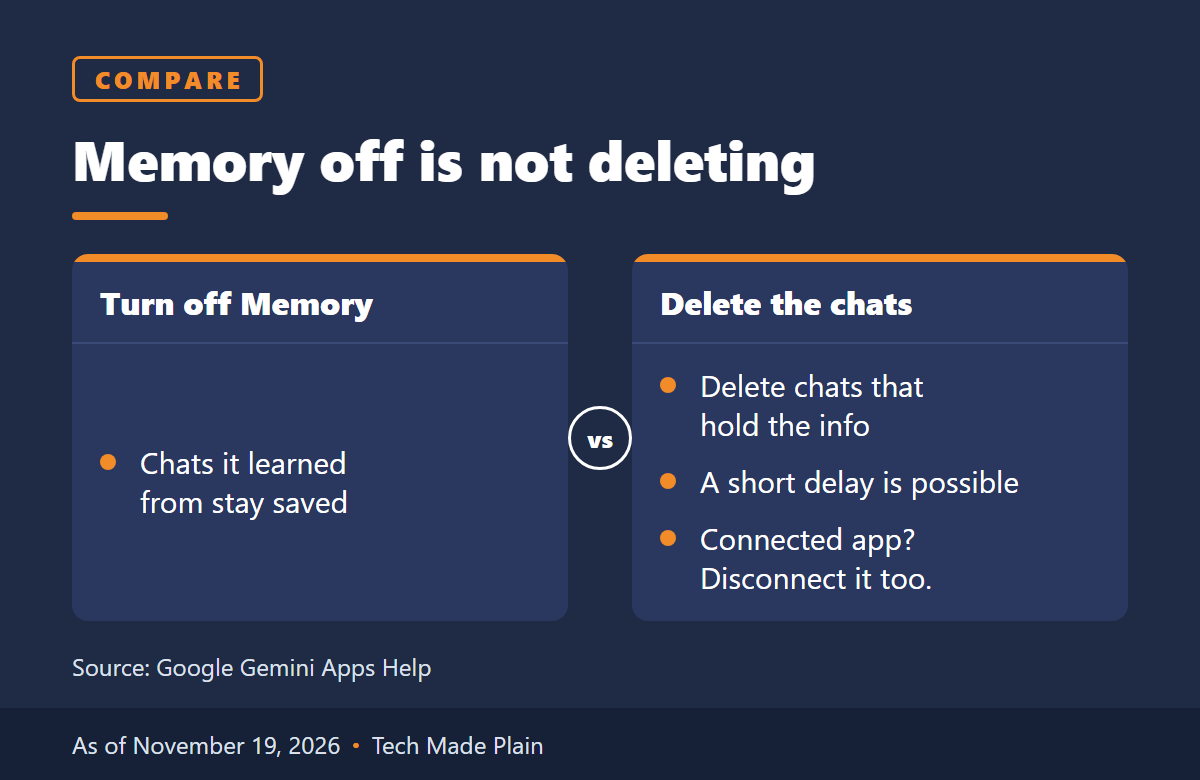 COMPARE
Memory off is not deleting
Turn off Memory
Chats it learned
from stay saved
vs
Delete the chats
Delete chats that
hold the info
A short delay is possible
Connected app?
Disconnect it too.
Source: Google Gemini Apps Help
As of November 19, 2026 • Tech Made Plain